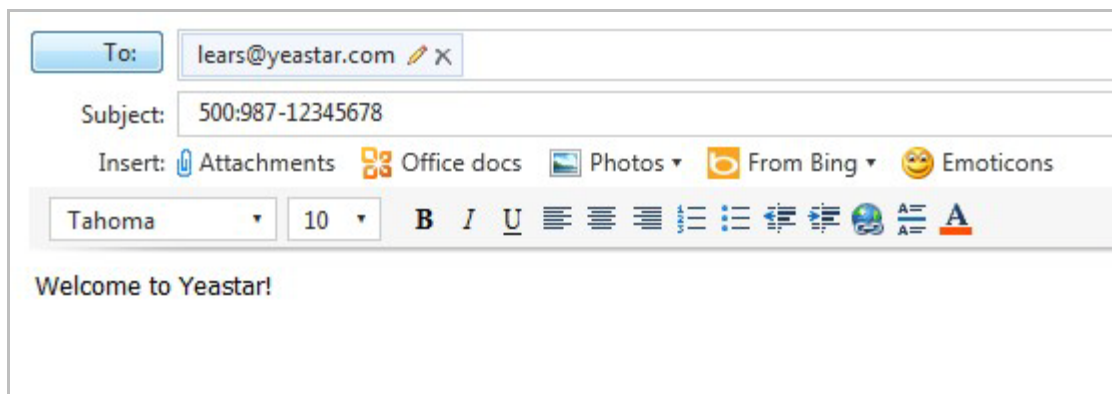 To: lears@yeastar.com
Subject: 500:987-12345678
Insert: Attachments Office docs Photos From Bing Emoticons
Tahoma 10 B I U A
Welcome to Yeastar!